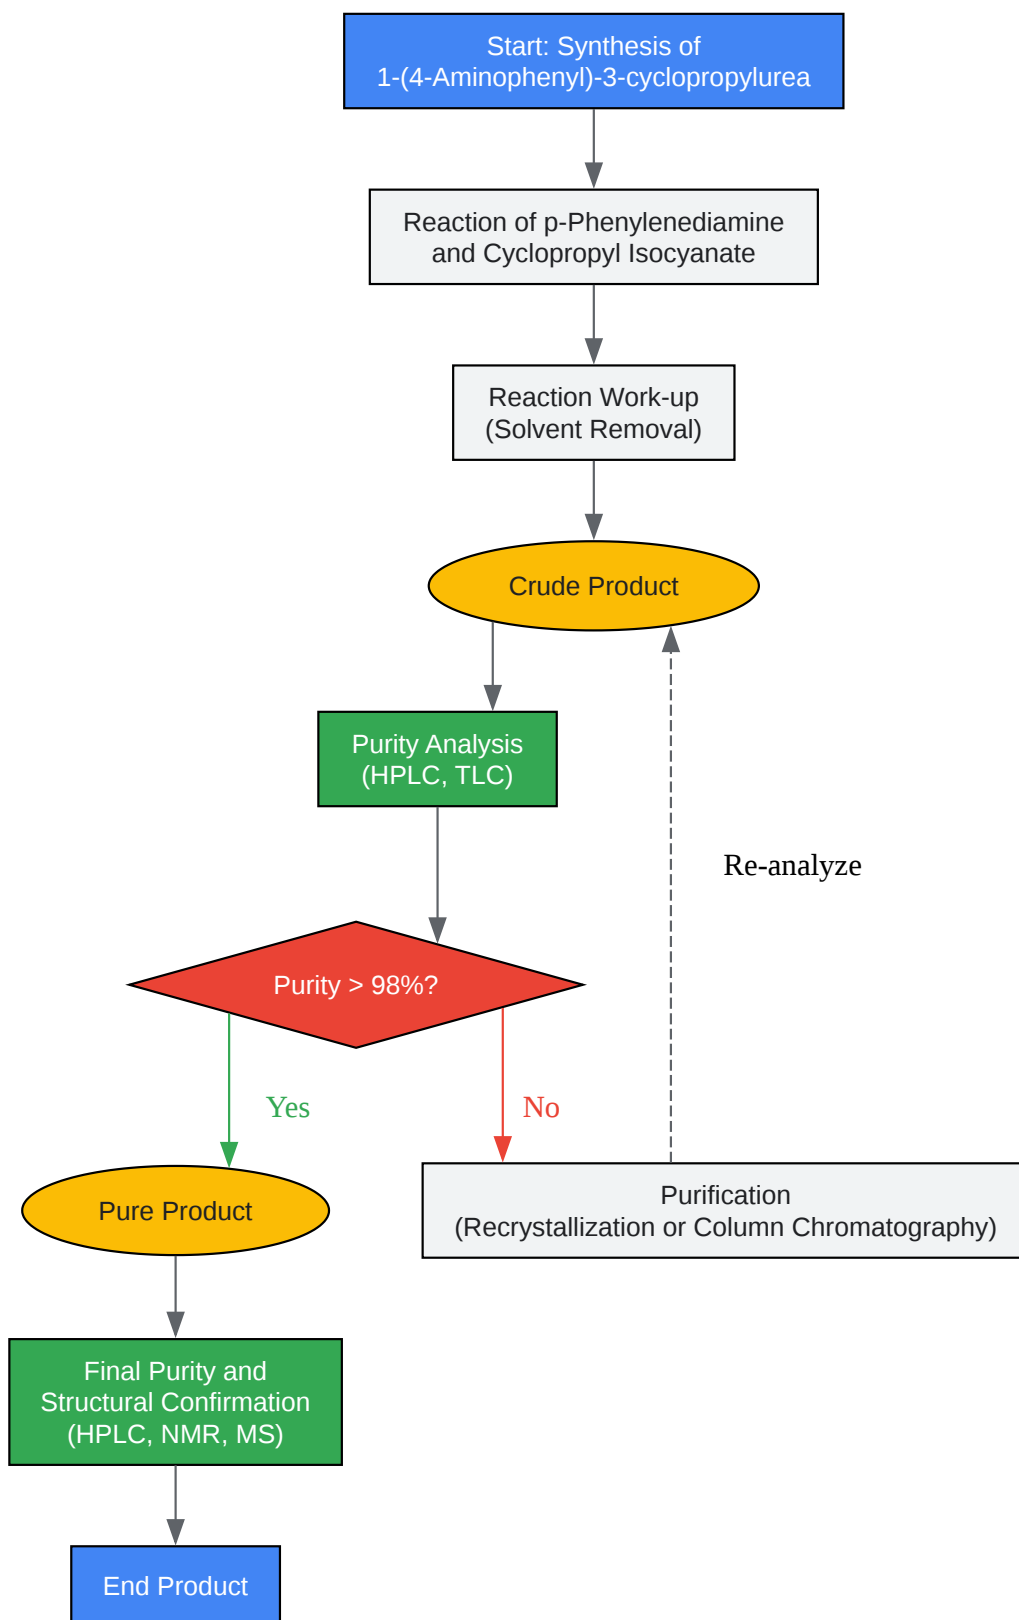 Start: Synthesis of
1-(4-Aminophenyl)-3-cyclopropylurea
Reaction of p-Phenylenediamine
and Cyclopropyl Isocyanate
Reaction Work-up
(Solvent Removal)
Crude Product
Purity Analysis
(HPLC, TLC)
Re-analyze
Purity > 98%?
Yes
No
Pure Product
Purification
(Recrystallization or Column Chromatography)
Final Purity and
Structural Confirmation
(HPLC, NMR, MS)
End Product